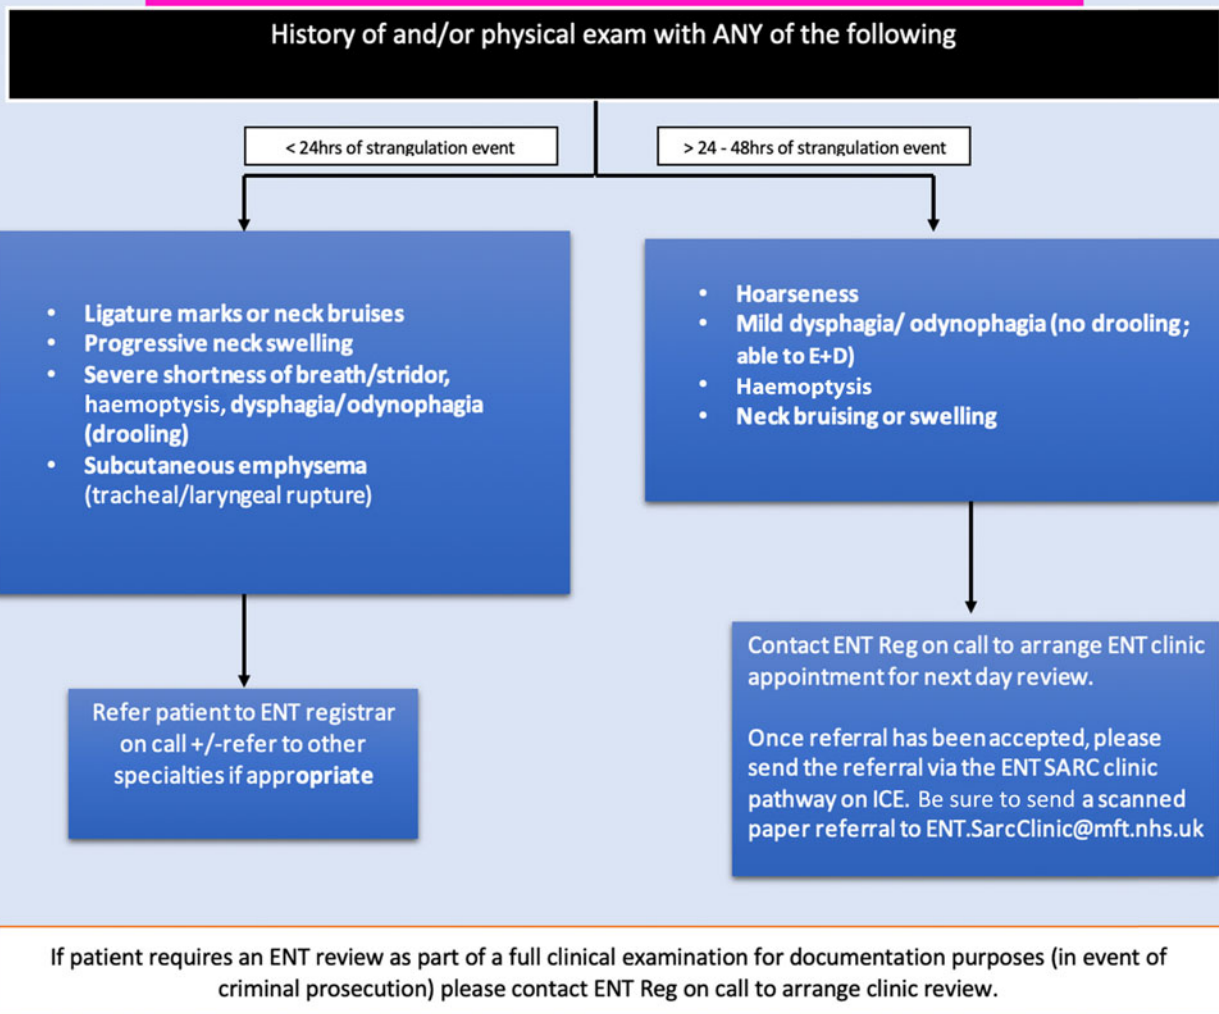 History of and/or physical exam with ANY of the following
< 24hrs of strangulation event
> 24 - 48hrs of strangulation event
• Ligature marks or neck bruises
• Progressive neck swelling
• Severe shortness of breath/stridor,
haemoptysis, dysphagia/odynophagia
(drooling)
• Subcutaneous emphysema
(tracheal/laryngeal rupture)
• Hoarseness
• Mild dysphagia/ odynophagia (no drooling;
able to E+D)
• Haemoptysis
• Neck bruising or swelling
Refer patient to ENT registrar
on call +/-refer to other
specialties if appropriate
Contact ENT Reg on call to arrange ENT clinic
appointment for next day review.
Once referral has been accepted, please
send the referral via the ENT SARC clinic
pathway on ICE. Be sure to send a scanned
paper referral to ENT.SarcClinic@mft.nhs.uk
If patient requires an ENT review as part of a full clinical examination for documentation purposes (in event of
criminal prosecution) please contact ENT Reg on call to arrange clinic review.